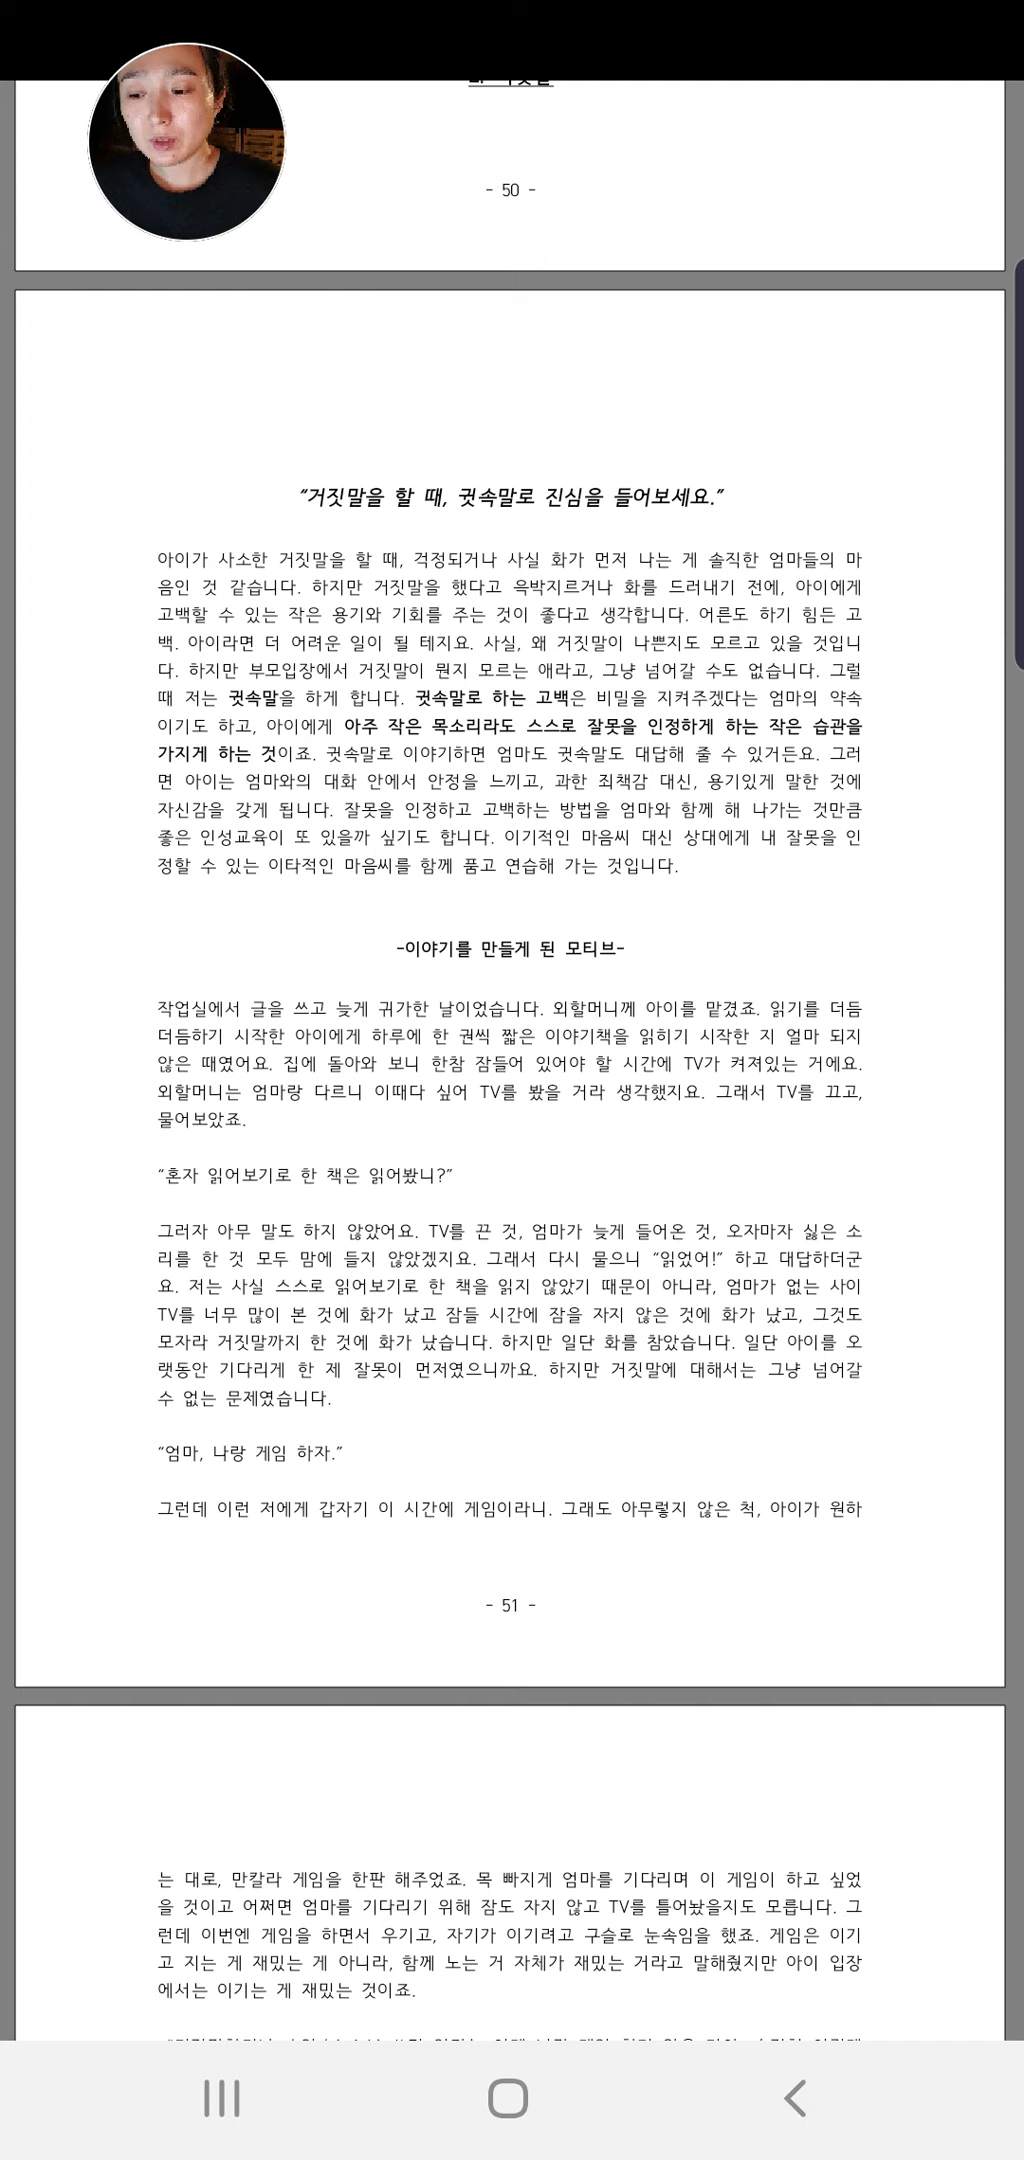 - 50 -
“거짓말을 할 때, 귓속말로 진심을 들어보세요.”
아이가 사소한 거짓말을 할 때, 걱정되거나 사실 화가 먼저 나는 게 솔직한 엄마들의 마
음인 것 같습니다. 하지만 거짓말을 했다고 윽박지르거나 화를 드러내기 전에, 아이에게
고백할 수 있는 작은 용기와 기회를 주는 것이 좋다고 생각합니다. 어른도 하기 힘든 고
백. 아이라면 더 어려운 일이 될 테지요. 사실, 왜 거짓말이 나쁜지도 모르고 있을 것입니
다. 하지만 부모입장에서 거짓말이 뭔지 모르는 애라고, 그냥 넘어갈 수도 없습니다. 그럴
때 저는 귓속말을 하게 합니다. 귓속말로 하는 고백은 비밀을 지켜주겠다는 엄마의 약속
이기도 하고, 아이에게 아주 작은 목소리라도 스스로 잘못을 인정하게 하는 작은 습관을
가지게 하는 것이죠. 귓속말로 이야기하면 엄마도 귓속말도 대답해 줄 수 있거든요. 그러
면 아이는 엄마와의 대화 안에서 안정을 느끼고, 과한 죄책감 대신, 용기있게 말한 것에
자신감을 갖게 됩니다. 잘못을 인정하고 고백하는 방법을 엄마와 함께 해 나가는 것만큼
좋은 인성교육이 또 있을까 싶기도 합니다. 이기적인 마음씨 대신 상대에게 내 잘못을 인
정할 수 있는 이타적인 마음씨를 함께 품고 연습해 가는 것입니다.
-이야기를 만들게 된 모티브-
작업실에서 글을 쓰고 늦게 귀가한 날이었습니다. 외할머니께 아이를 맡겼죠. 읽기를 더듬
더듬하기 시작한 아이에게 하루에 한 권씩 짧은 이야기책을 읽히기 시작한 지 얼마 되지
않은 때였어요. 집에 돌아와 보니 한참 잠들어 있어야 할 시간에 TV가 켜져있는 거에요.
외할머니는 엄마랑 다르니 이때다 싶어 TV를 봤을 거라 생각했지요. 그래서 TV를 끄고,
물어보았죠.
“혼자 읽어보기로 한 책은 읽어봤니?”
그러자 아무 말도 하지 않았어요. TV를 끈 것, 엄마가 늦게 들어온 것, 오자마자 싫은 소
리를 한 것 모두 맘에 들지 않았겠지요. 그래서 다시 물으니 “읽었어!” 하고 대답하더군
요. 저는 사실 스스로 읽어보기로 한 책을 읽지 않았기 때문이 아니라, 엄마가 없는 사이
TV를 너무 많이 본 것에 화가 났고 잠들 시간에 잠을 자지 않은 것에 화가 났고, 그것도
모자라 거짓말까지 한 것에 화가 났습니다. 하지만 일단 화를 참았습니다. 일단 아이를 오
랫동안 기다리게 한 제 잘못이 먼저였으니까요. 하지만 거짓말에 대해서는 그냥 넘어갈
수 없는 문제였습니다.
“엄마, 나랑 게임 하자.”
그런데 이런 저에게 갑자기 이 시간에 게임이라니. 그래도 아무렇지 않은 척, 아이가 원하
- 51 -
는 대로, 만칼라 게임을 한판 해주었죠. 목 빠지게 엄마를 기다리며 이 게임이 하고 싶었
을 것이고 어쩌면 엄마를 기다리기 위해 잠도 자지 않고 TV를 틀어놨을지도 모릅니다. 그
런데 이번엔 게임을 하면서 우기고, 자기가 이기려고 구슬로 눈속임을 했죠. 게임은 이기
고 지는 게 재밌는 게 아니라, 함께 노는 거 자체가 재밌는 거라고 말해줬지만 아이 입장
에서는 이기는 게 재밌는 것이죠.